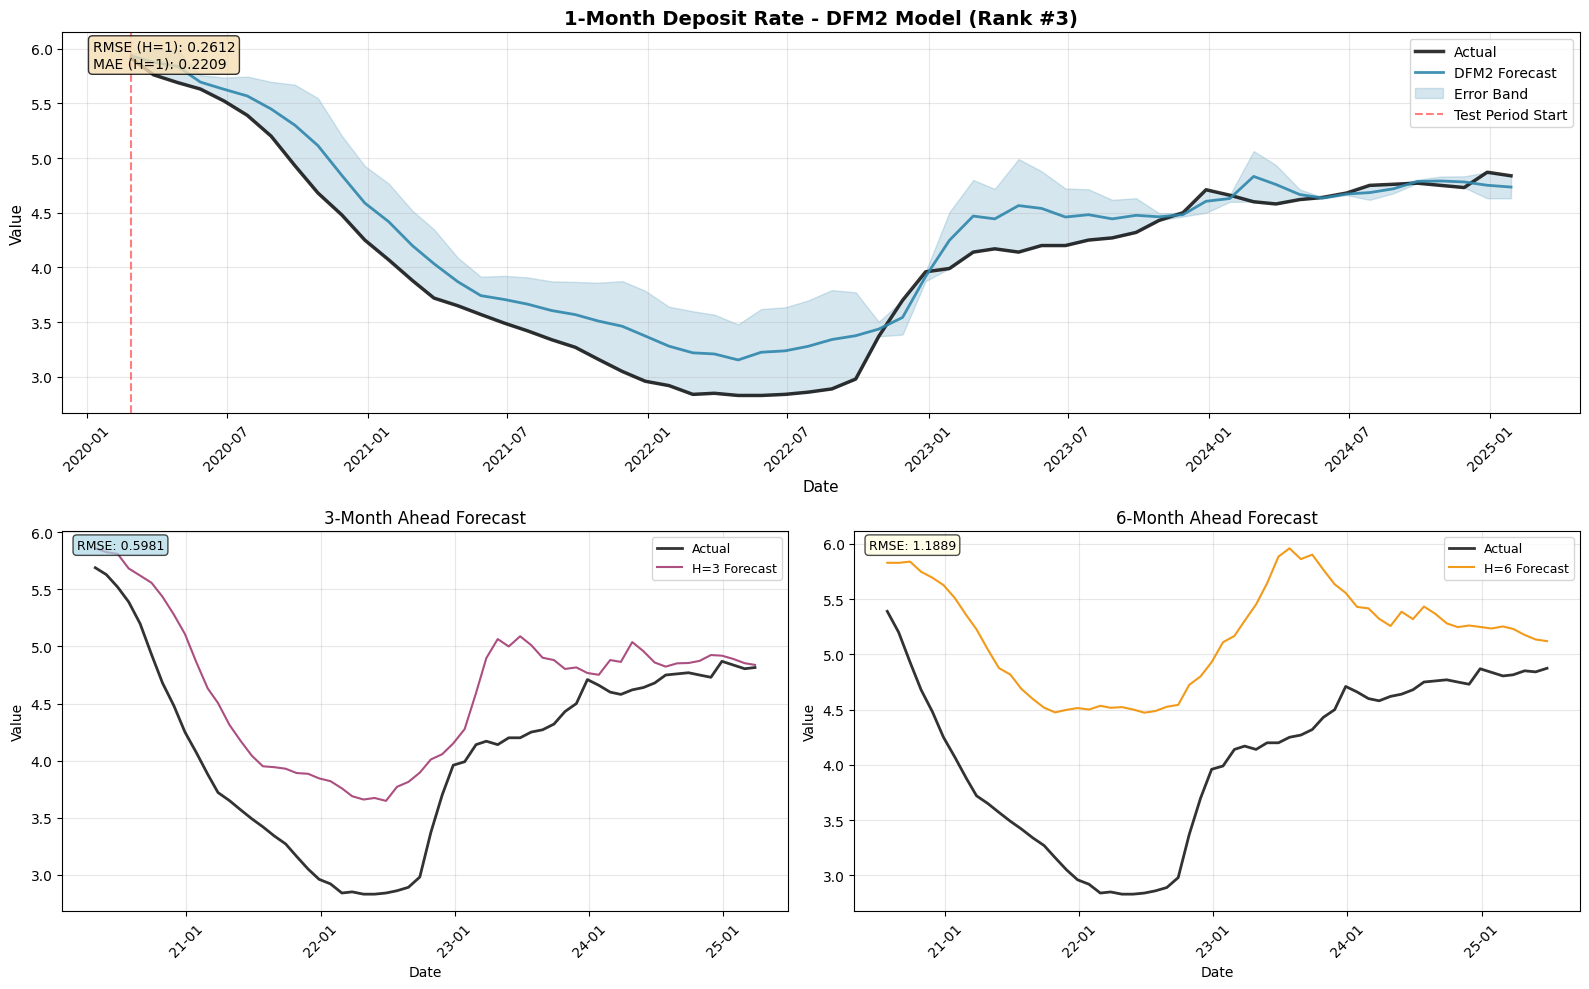 1-Month Deposit Rate - DFM2 Model (Rank #3)
RMSE (H=1): 0.2612
MAE (H=1): 0.2209
Actual
DFM2 Forecast
Error Band
Test Period Start
Value
6.0
5.5
5.0
4.5
4.0
3.5
3.0
2020-01
2020-07
2021-01
2021-07
2022-01
2022-07
2023-01
2023-07
2024-01
2024-07
2025-01
Date
3-Month Ahead Forecast
RMSE: 0.5981
Actual
H=3 Forecast
Value
6.0
5.5
5.0
4.5
4.0
3.5
3.0
21-01
22-01
23-01
24-01
25-01
Date
6-Month Ahead Forecast
RMSE: 1.1889
Actual
H=6 Forecast
Value
6.0
5.5
5.0
4.5
4.0
3.5
3.0
21-01
22-01
23-01
24-01
25-01
Date